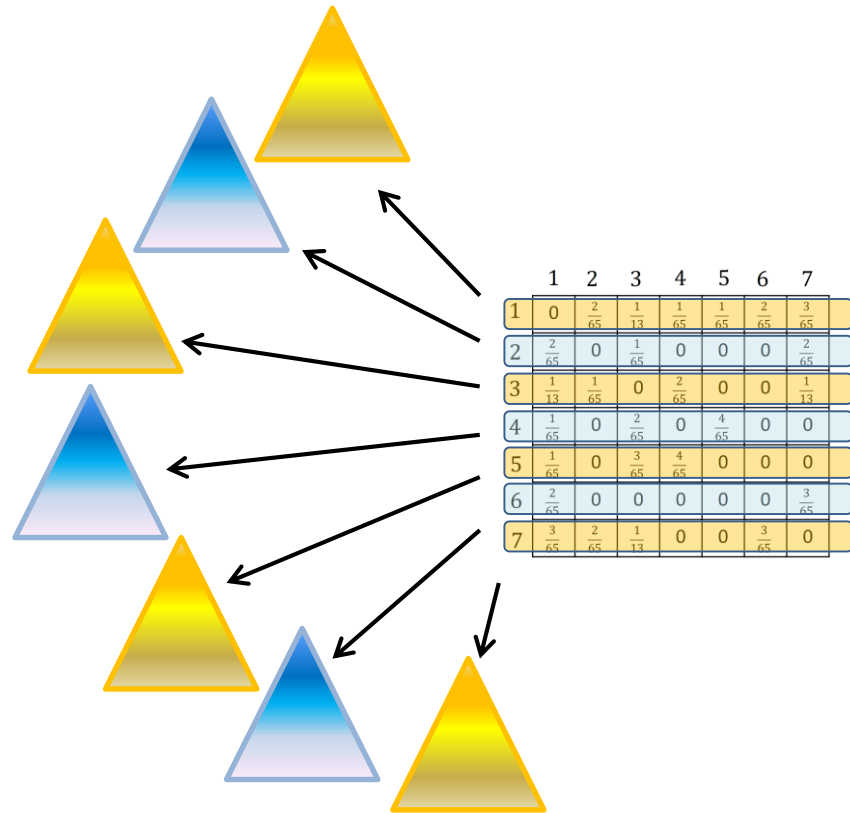 1 2 3 4 5 6 7
1 0 2/65 1/13 1/65 1/65 2/65 3/65
2 2/65 0 1/65 0 0 0 2/65
3 1/13 1/65 0 2/65 0 0 1/13
4 1/65 0 2/65 0 4/65 0 0
5 1/65 0 3/65 4/65 0 0 0
6 2/65 0 0 0 0 0 3/65
7 3/65 2/65 1/13 0 0 3/65 0